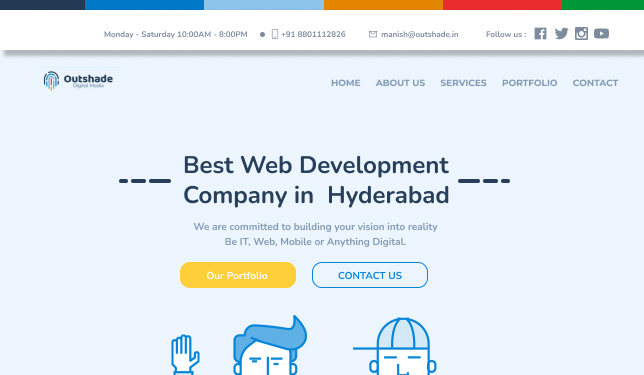 Monday - Saturday 10:00AM - 8:00PM
+91 8801112826
manish@outshade.in
Follow us :
Outshade
Digital Media
HOME ABOUT US SERVICES PORTFOLIO CONTACT
Best Web Development
Company in Hyderabad
We are committed to building your vision into reality
Be IT, Web, Mobile or Anything Digital.
Our Portfolio
CONTACT US